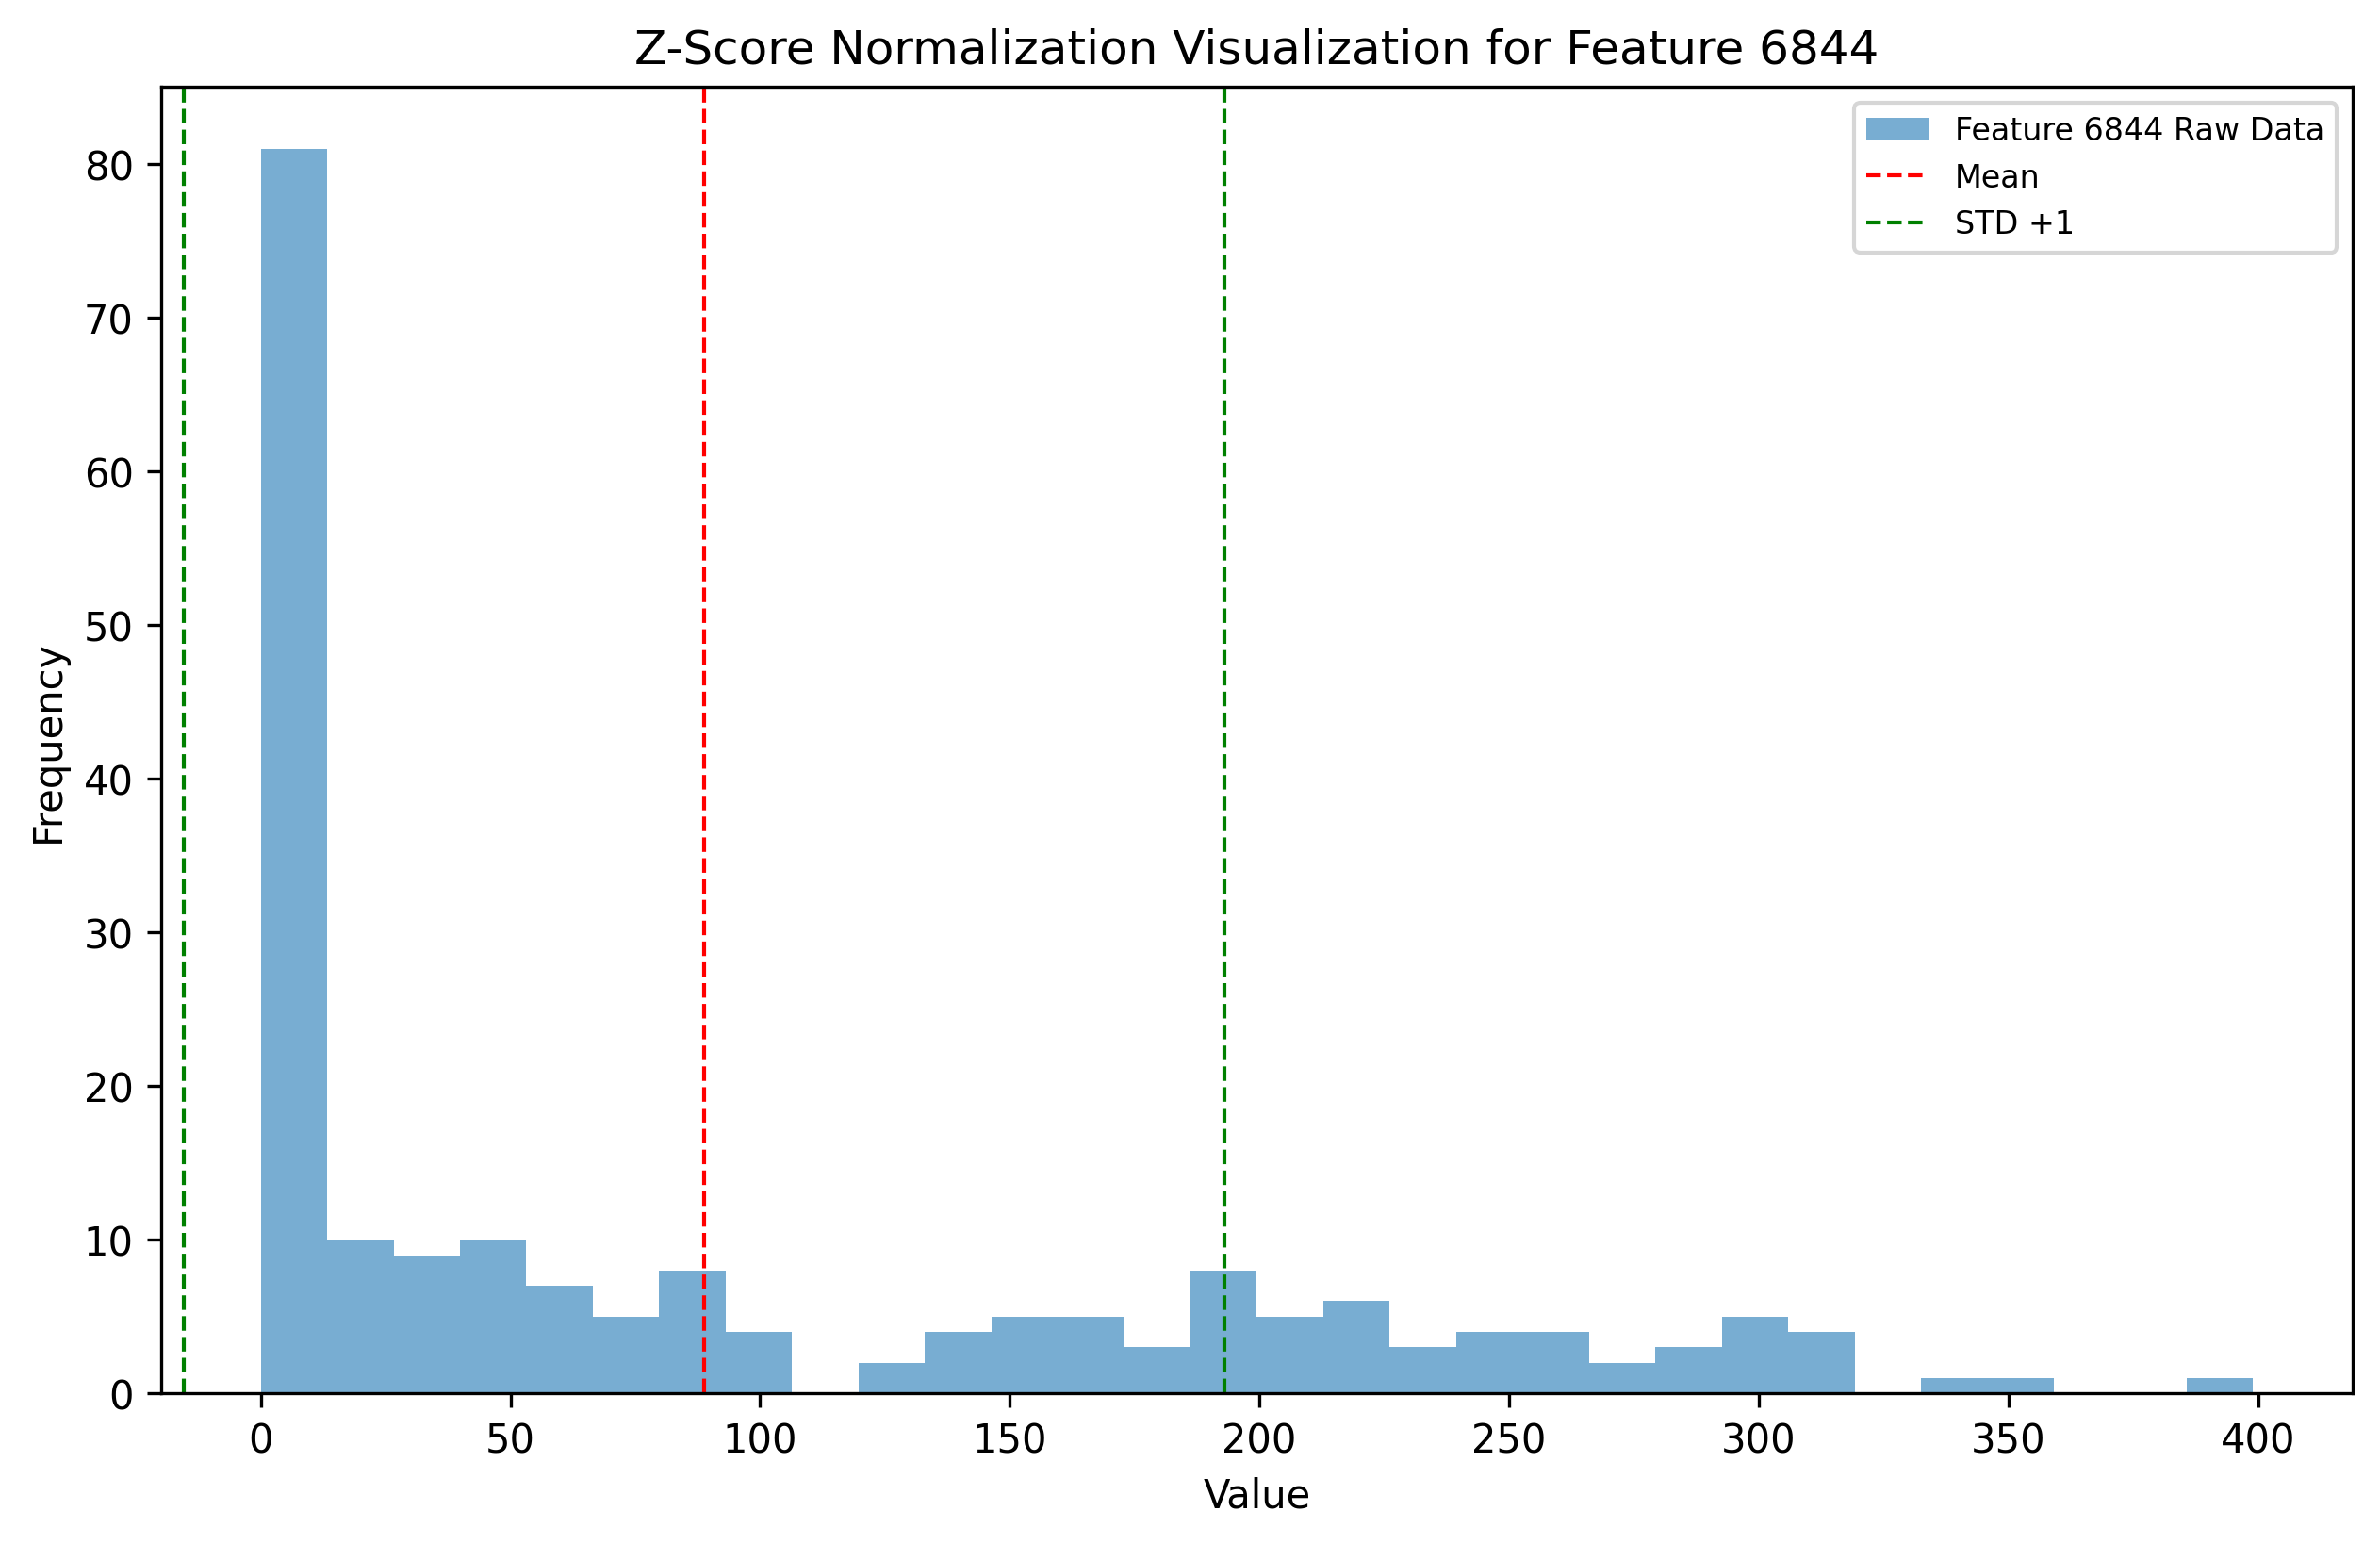 Z-Score Normalization Visualization for Feature 6844
Feature 6844 Raw Data
Mean
STD +1
Frequency
80
70
60
50
40
30
20
10
0
0 50 100 150 200 250 300 350 400
Value